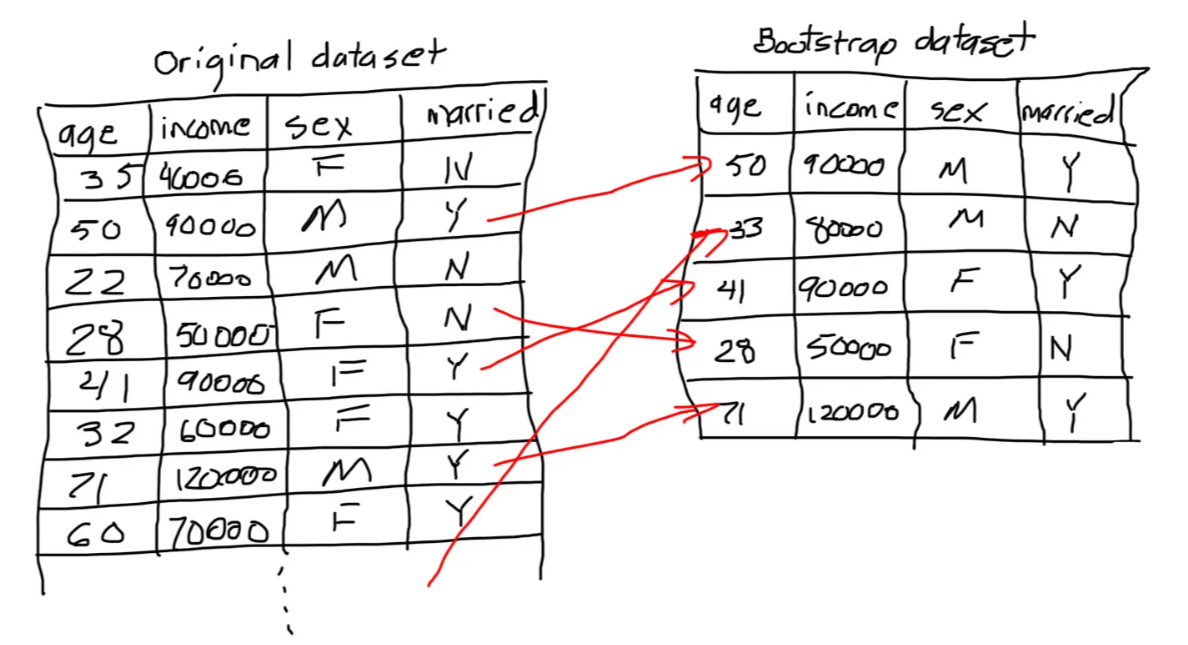 Original dataset
age income sex married
35 40000 F N
50 90000 M Y
22 70000 M N
28 50000 F N
41 90000 F Y
32 60000 F Y
71 120000 M Y
60 70000 F Y
Bootstrap dataset
age income sex married
50 90000 M Y
33 80000 M N
41 90000 F Y
28 50000 F N
71 120000 M Y